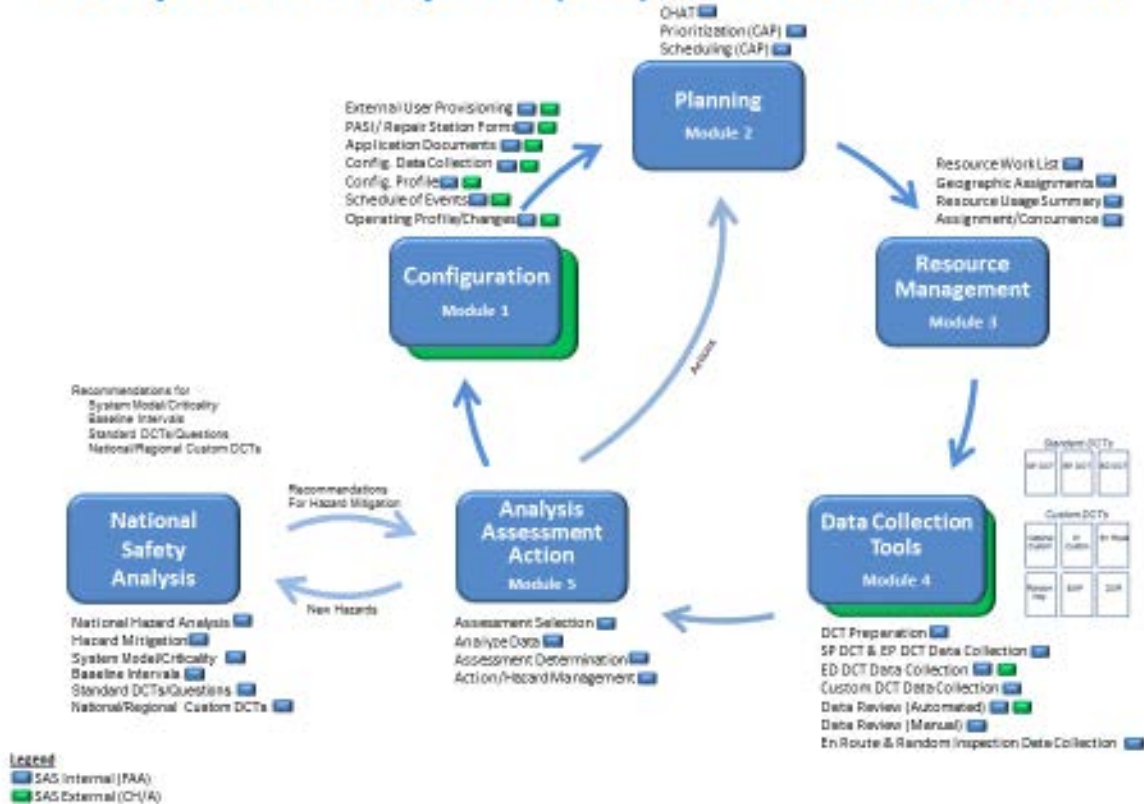 CHAT
Prioritization (CAP)
Scheduling (CAP)
Planning
Module 2
External User Provisioning
PASI/ Repair Station Forms
Application Documents
Config. Data Collection
Config. Profile
Schedule of Events
Operating Profile/Changes
Configuration
Module 1
Resource Work List
Geographic Assignments
Resource Usage Summary
Assignment/Concurrence
Resource
Management
Module 3
Actions
Recommendations for
System Model/Criticality
Baseline Intervals
Standard DCTs/Questions
National/Regional Custom DCTs
Recommendations
For Hazard Mitigation
New Hazards
National
Safety
Analysis
National Hazard Analysis
Hazard Mitigation
System Model/Criticality
Baseline Intervals
Standard DCTs/Questions
National/Regional Custom DCTs
Analysis
Assessment
Action
Module 5
Assessment Selection
Analyze Data
Assessment Determination
Action/Hazard Management
Data Collection
Tools
Module 4
Standard DCTs
SP DCT
EP DCT
ED DCT
Custom DCTs
DCT Preparation
SP DCT & EP DCT Data Collection
ED DCT Data Collection
Custom DCT Data Collection
Data Review (Automated)
Data Review (Manual)
En Route & Random Inspection Data Collection
Legend
SAS Internal (FAA)
SAS External (CH/A)